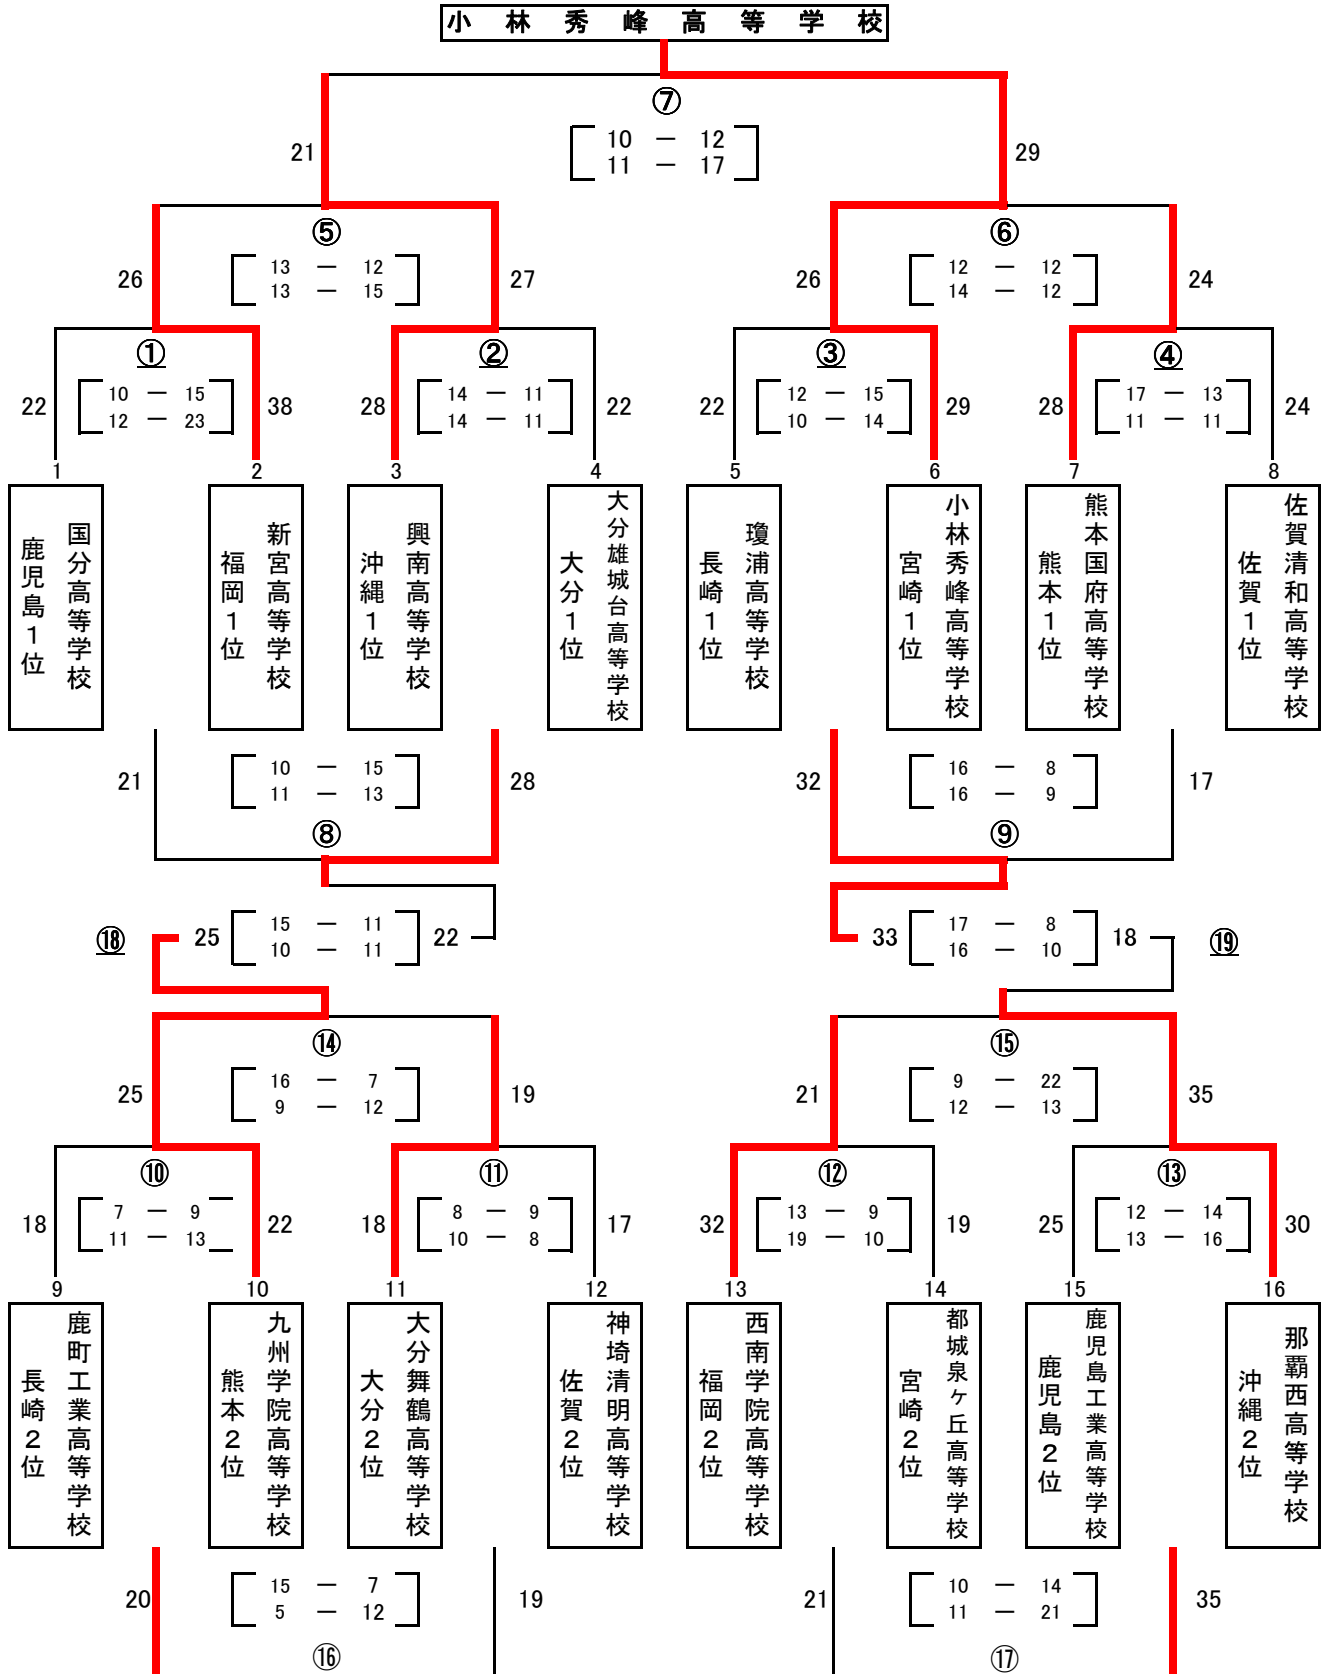 小林秀峰高等学校
⑦
10 － 12
21 29
11 － 17
⑤ ⑥
13 － 12 12 － 12
26 27 26 24
13 － 15 14 － 12
① ② ③ ④
10 － 15 14 － 11 12 － 15 17 － 13
22 38 28 22 22 29 28 24
12 － 23 14 － 11 10 － 14 11 － 11
1 2 3 4 5 6 7 8
国分高等学校
鹿児島1位
新宮高等学校
福岡1位
興南高等学校
沖縄1位
大分雄城台高等学校
大分1位
瓊浦高等学校
長崎1位
小林秀峰高等学校
宮崎1位
熊本国府高等学校
熊本1位
佐賀清和高等学校
佐賀1位
10 － 15 16 － 8
21 28 32 17
11 － 13 16 － 9
⑧ ⑨
15 － 11 17 － 8
⑱ 25 22 33 18 ⑲
10 － 11 16 － 10
⑭ ⑮
16 － 7 9 － 22
25 19 21 35
9 － 12 12 － 13
⑩ ⑪ ⑫ ⑬
7 － 9 8 － 9 13 － 9 12 － 14
18 22 18 17 32 19 25 30
11 － 13 10 － 8 19 － 10 13 － 16
9 10 11 12 13 14 15 16
鹿町工業高等学校
長崎2位
九州学院高等学校
熊本2位
大分舞鶴高等学校
大分2位
神埼清明高等学校
佐賀2位
西南学院高等学校
福岡2位
都城泉ヶ丘高等学校
宮崎2位
鹿児島工業高等学校
鹿児島2位
那覇西高等学校
沖縄2位
15 － 7 10 － 14
20 19 21 35
5 － 12 11 － 21
⑯ ⑰